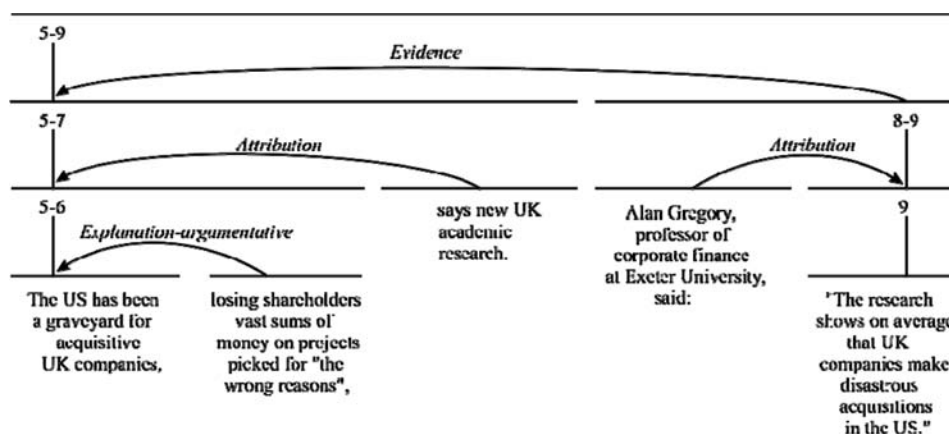 5-9
Evidence
5-7
8-9
Attribution
Attribution
5-6
says new UK
academic
research.
Alan Gregory,
professor of
corporate finance
at Exeter University,
said:
9
Explanation-argumentative
The US has been
a graveyard for
acquisitive
UK companies,
losing shareholders
vast sums of
money on projects
picked for "the
wrong reasons",
"The research
shows on average
that UK
companies make
disastrous
acquisitions
in the US."